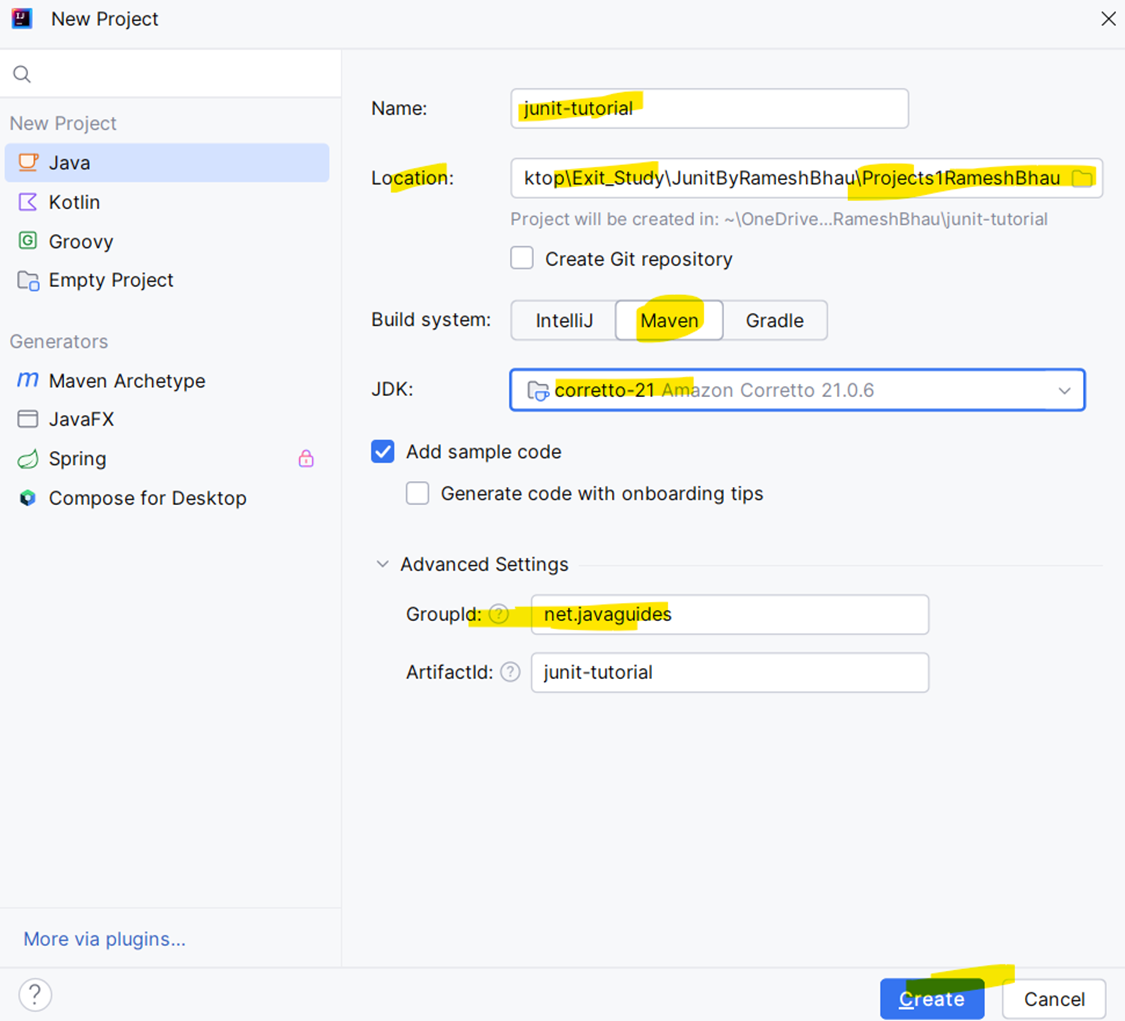 New Project
New Project
Java
Kotlin
Groovy
Empty Project
Generators
Maven Archetype
JavaFX
Spring
Compose for Desktop
More via plugins...
?
Name: junit-tutorial
Location: ktop\Exit_Study\JunitByRameshBhau\Projects1RameshBhau
Project will be created in: ~\OneDrive...RameshBhau\junit-tutorial
Create Git repository
Build system: IntelliJ Maven Gradle
JDK: corretto-21 Amazon Corretto 21.0.6
Add sample code
Generate code with onboarding tips
Advanced Settings
GroupId: ? net.javaguides
ArtifactId: ? junit-tutorial
Create Cancel